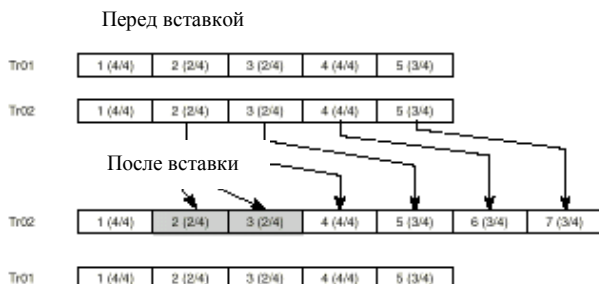 Перед вставкой
Tr01 1 (4/4) 2 (2/4) 3 (2/4) 4 (4/4) 5 (3/4)
Tr02 1 (4/4) 2 (2/4) 3 (2/4) 4 (4/4) 5 (3/4)
После вставки
Tr02 1 (4/4) 2 (2/4) 3 (2/4) 4 (4/4) 5 (3/4) 6 (3/4) 7 (3/4)
Tr01 1 (4/4) 2 (2/4) 3 (2/4) 4 (4/4) 5 (3/4)